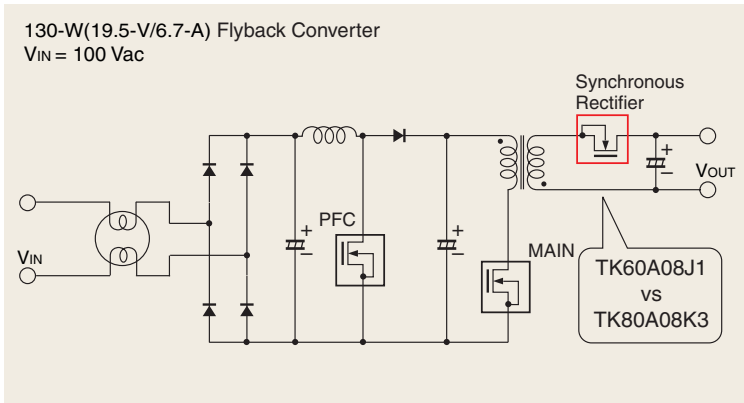 130-W(19.5-V/6.7-A) Flyback Converter
VIN = 100 Vac
Synchronous
Rectifier
+
−
VOUT
PFC
+
−
+
−
MAIN
VIN
TK60A08J1
vs
TK80A08K3